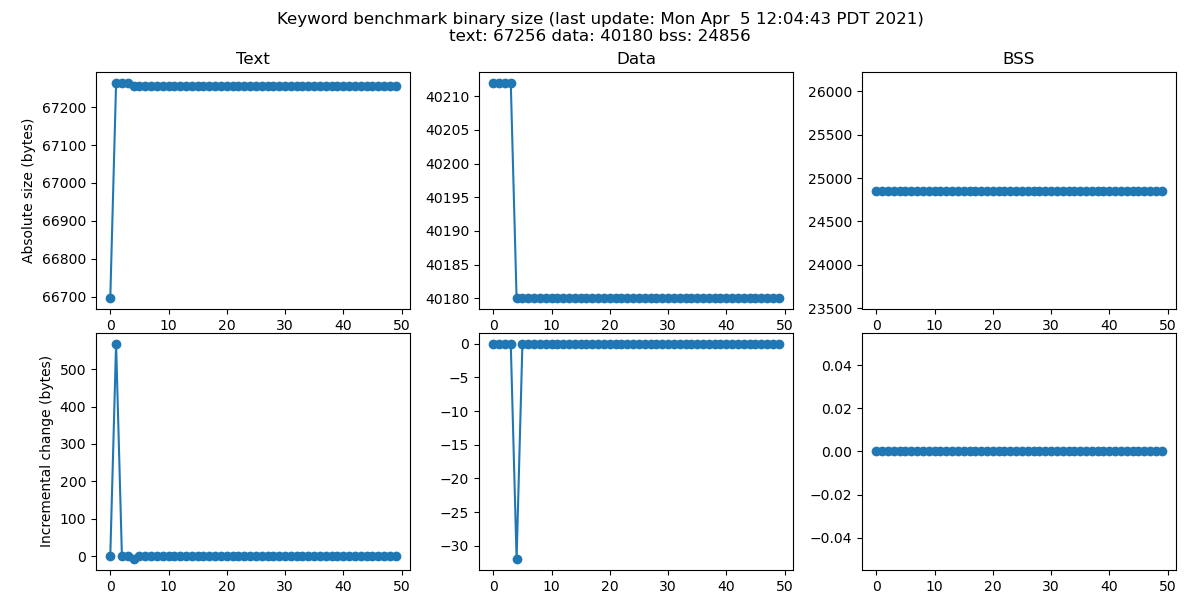 Keyword benchmark binary size (last update: Mon Apr  5 12:04:43 PDT 2021)
text: 67256 data: 40180 bss: 24856
Text
Absolute size (bytes)
67200
67100
67000
66900
66800
66700
0 10 20 30 40 50
Data
40210
40205
40200
40195
40190
40185
40180
0 10 20 30 40 50
BSS
26000
25500
25000
24500
24000
23500
0 10 20 30 40 50
Incremental change (bytes)
500
400
300
200
100
0
0 10 20 30 40 50
0
−5
−10
−15
−20
−25
−30
0 10 20 30 40 50
0.04
0.02
0.00
−0.02
−0.04
0 10 20 30 40 50